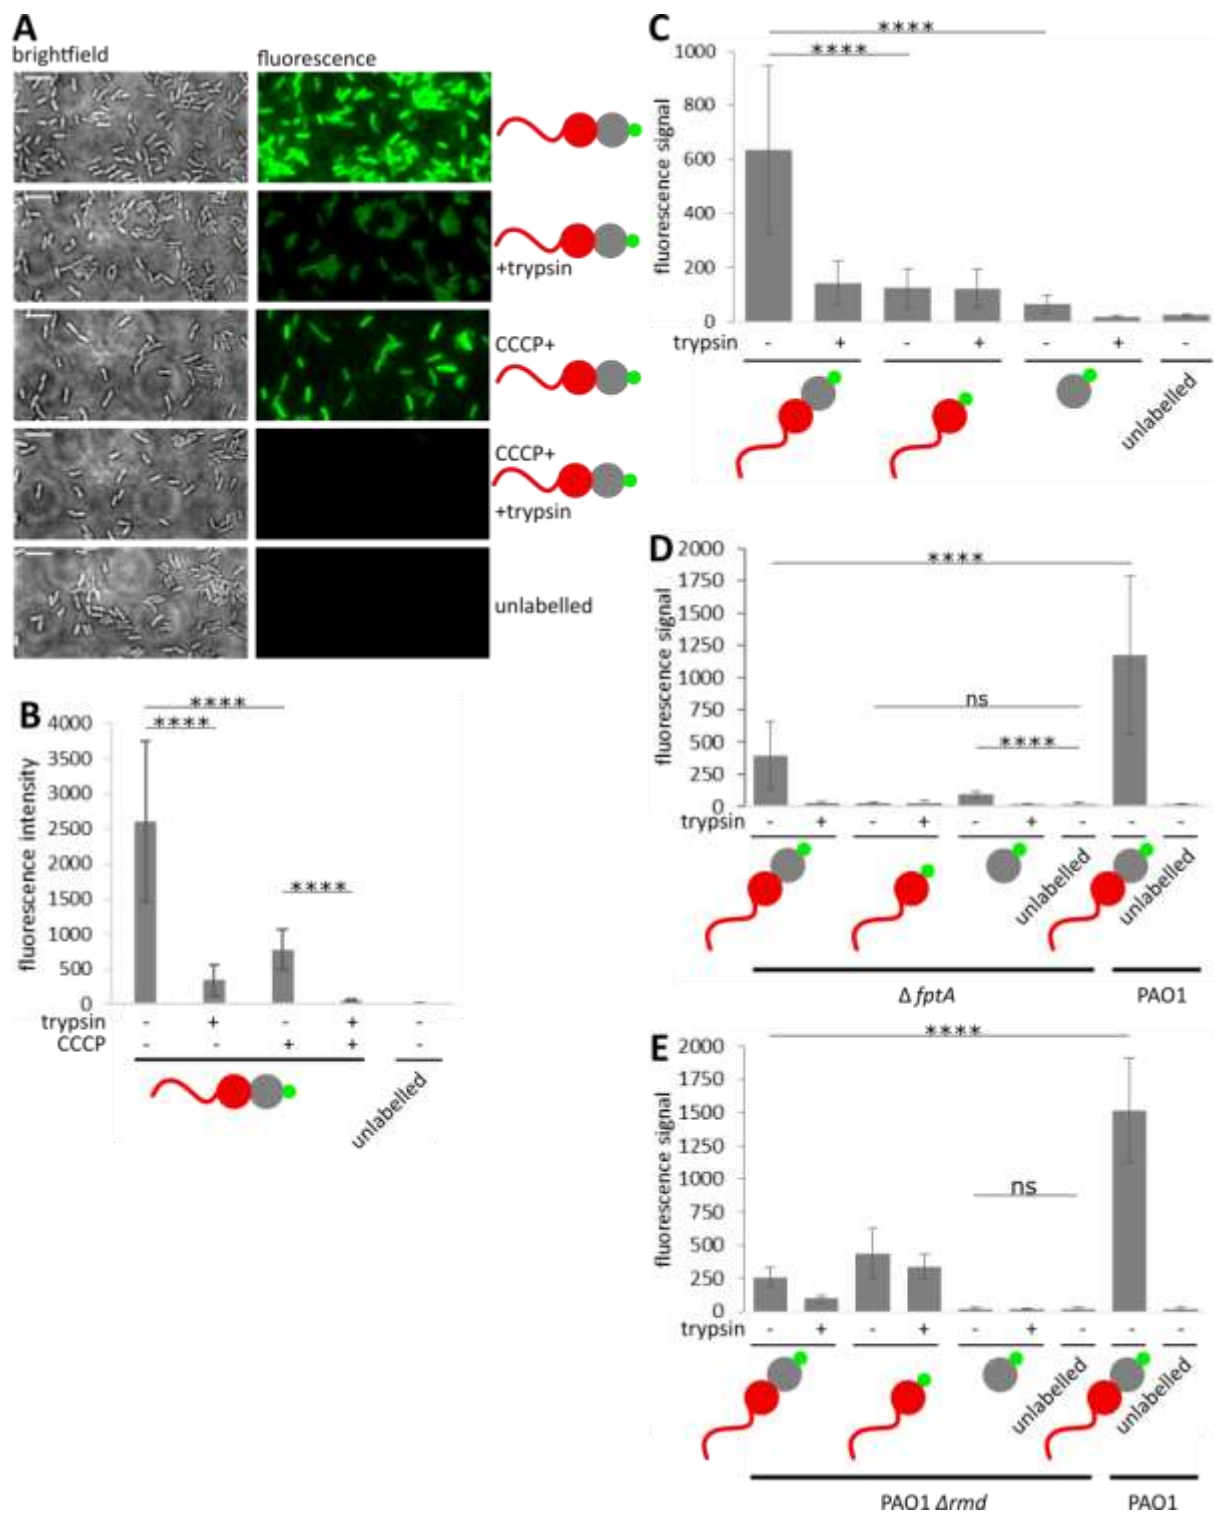 A
brightfield
fluorescence
+trypsin
CCCP+
CCCP+
+trypsin
unlabelled
B
****
****
****
4000
3500
3000
2500
2000
1500
1000
500
0
fluorescence intensity
trypsin - + - + -
CCCP - - + + -
unlabelled
C
****
****
1000
800
600
400
200
0
fluorescence signal
trypsin - + - + - + -
unlabelled
D
****
ns
****
2000
1750
1500
1250
1000
750
500
250
0
fluorescence signal
trypsin - + - + - + - - -
unlabelled
unlabelled
Δ fptA
PAO1
E
****
ns
2000
1750
1500
1250
1000
750
500
250
0
fluorescence signal
trypsin - + - + - + - - -
unlabelled
unlabelled
PAO1 Δrmd
PAO1